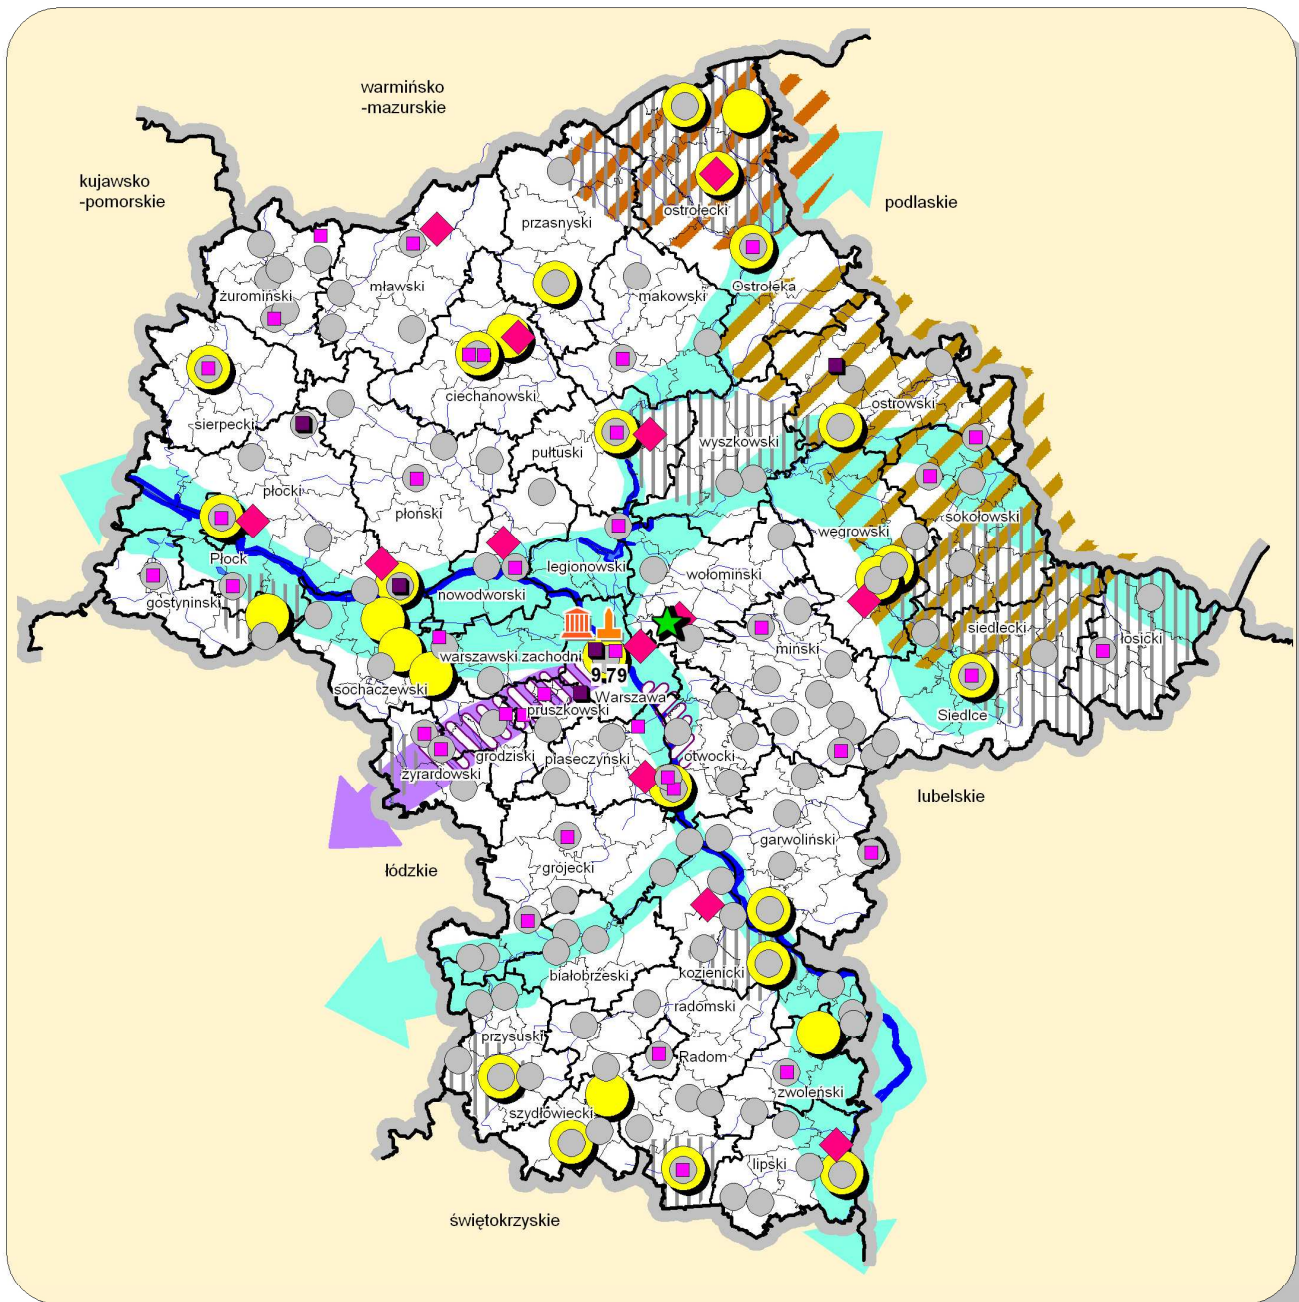 warmińsko
-mazurskie
kujawsko
-pomorskie
podlaskie
ostrołęcki
przasnyski
Ostrołęka
makowski
mławski
żuromiński
ciechanowski
ostrowski
sierpecki
wyszkowski
pułtuski
płocki
płoński
sokołowski
węgrowski
Płock
legionowski
wołomiński
nowodworski
gostyniński
siedlecki
łosicki
miński
warszawski zachodni
9.79
sochaczewski
Warszawa
pruszkowski
Siedlce
grodziski
piaseczyński
otwocki
żyrardowski
lubelskie
garwoliński
łódzkie
grójecki
białobrzeski
kozienicki
radomski
przysuski
Radom
zwoleński
szydłowiecki
lipski
świętokrzyskie